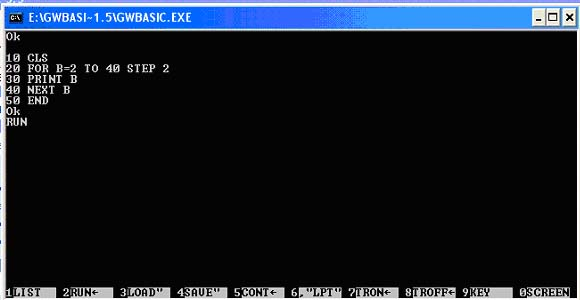 E:\GWBASI~1.5\GWBASIC.EXE
Ok
10 CLS
20 FOR B=2 TO 40 STEP 2
30 PRINT B
40 NEXT B
50 END
Ok
RUN
1LIST 2RUN← 3LOAD" 4SAVE" 5CONT← 6,"LPT 7TRON← 8TROFF← 9KEY 0SCREEN